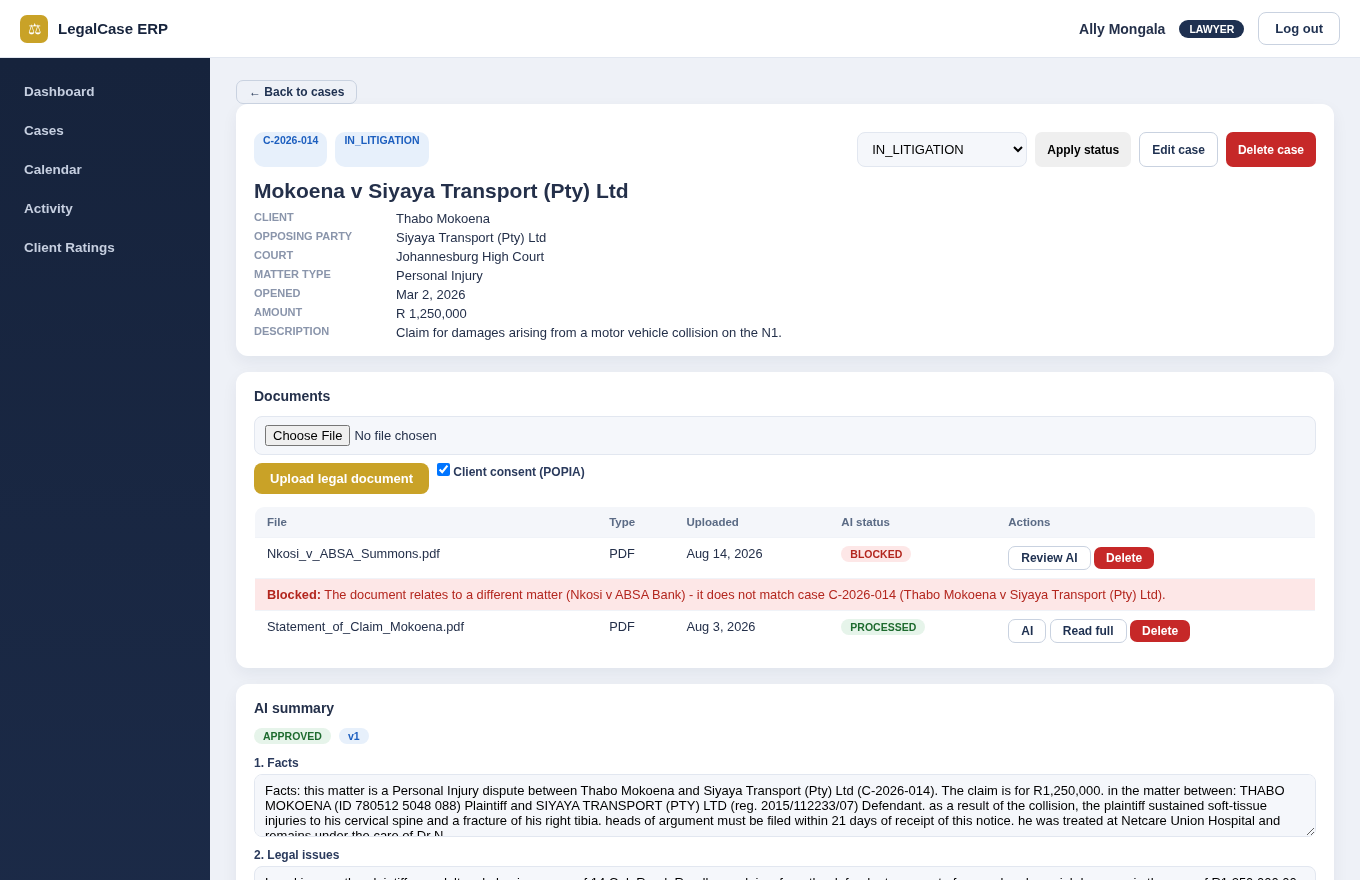 ⚖ LegalCase ERP
Ally Mongala LAWYER Log out
Dashboard
Cases
Calendar
Activity
Client Ratings
← Back to cases
C-2026-014 IN_LITIGATION IN_LITIGATION Apply status Edit case Delete case
Mokoena v Siyaya Transport (Pty) Ltd
CLIENT Thabo Mokoena
OPPOSING PARTY Siyaya Transport (Pty) Ltd
COURT Johannesburg High Court
MATTER TYPE Personal Injury
OPENED Mar 2, 2026
AMOUNT R 1,250,000
DESCRIPTION Claim for damages arising from a motor vehicle collision on the N1.
Documents
Choose File No file chosen
Upload legal document Client consent (POPIA)
File Type Uploaded AI status Actions
Nkosi_v_ABSA_Summons.pdf PDF Aug 14, 2026 BLOCKED Review AI Delete
Blocked: The document relates to a different matter (Nkosi v ABSA Bank) - it does not match case C-2026-014 (Thabo Mokoena v Siyaya Transport (Pty) Ltd).
Statement_of_Claim_Mokoena.pdf PDF Aug 3, 2026 PROCESSED AI Read full Delete
AI summary
APPROVED v1
1. Facts
Facts: this matter is a Personal Injury dispute between Thabo Mokoena and Siyaya Transport (Pty) Ltd (C-2026-014). The claim is for R1,250,000. in the matter between: THABO
MOKOENA (ID 780512 5048 088) Plaintiff and SIYAYA TRANSPORT (PTY) LTD (reg. 2015/112233/07) Defendant. as a result of the collision, the plaintiff sustained soft-tissue
injuries to his cervical spine and a fracture of his right tibia. heads of argument must be filed within 21 days of receipt of this notice. he was treated at Netcare Union Hospital and
remains under the care of Dr N
2. Legal issues